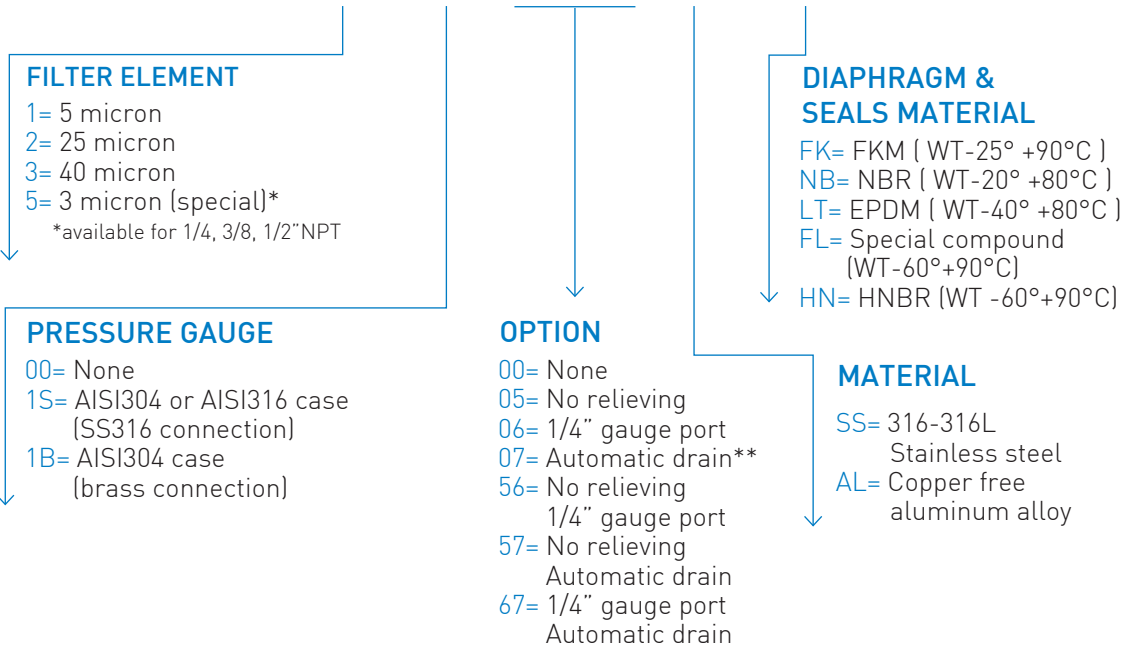 FILTER ELEMENT
1= 5 micron
2= 25 micron
3= 40 micron
5= 3 micron (special)*
*available for 1/4, 3/8, 1/2"NPT
DIAPHRAGM &
SEALS MATERIAL
FK= FKM ( WT-25° +90°C )
NB= NBR ( WT-20° +80°C )
LT= EPDM ( WT-40° +80°C )
FL= Special compound
(WT-60°+90°C)
HN= HNBR (WT -60°+90°C)
PRESSURE GAUGE
00= None
1S= AISI304 or AISI316 case
(SS316 connection)
1B= AISI304 case
(brass connection)
OPTION
00= None
05= No relieving
06= 1/4" gauge port
07= Automatic drain**
56= No relieving
1/4" gauge port
57= No relieving
Automatic drain
67= 1/4" gauge port
Automatic drain
MATERIAL
SS= 316-316L
Stainless steel
AL= Copper free
aluminum alloy